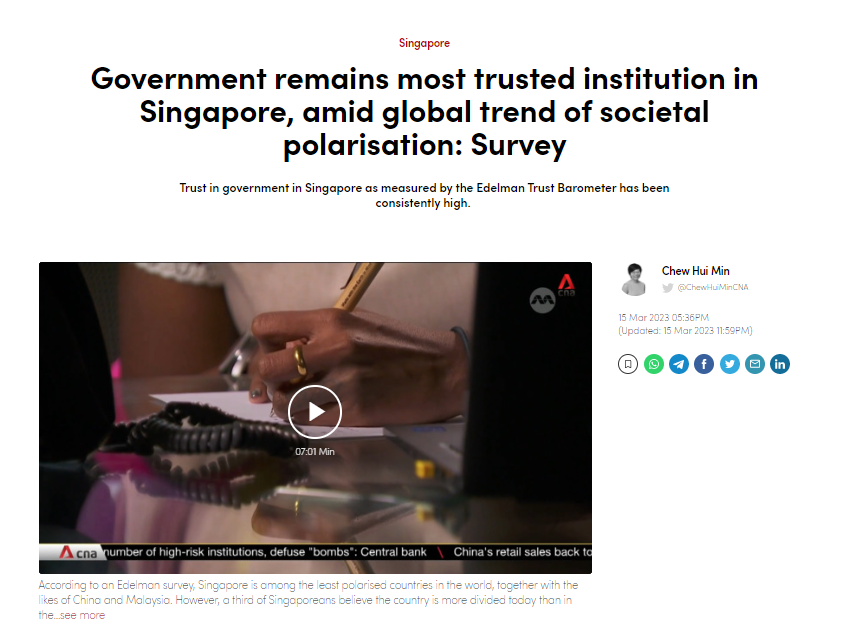 Singapore
Government remains most trusted institution in
Singapore, amid global trend of societal
polarisation: Survey
Trust in government in Singapore as measured by the Edelman Trust Barometer has been
consistently high.
cna
07:01 Min
cna number of high-risk institutions, defuse "bombs": Central bank \ China's retail sales back to
According to an Edelman survey, Singapore is among the least polarised countries in the world, together with the
likes of China and Malaysia. However, a third of Singaporeans believe the country is more divided today than in
the...see more
Chew Hui Min
@ChewHuiMinCNA
15 Mar 2023 05:36PM
(Updated: 15 Mar 2023 11:59PM)
f
in